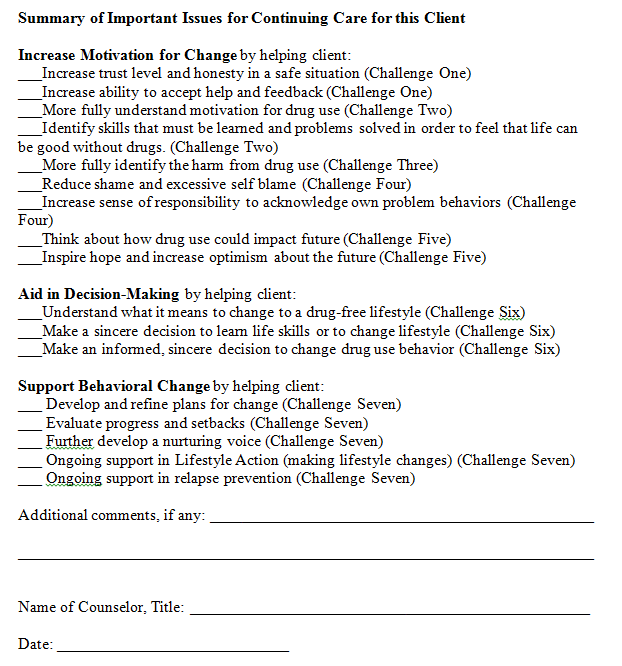 Summary of Important Issues for Continuing Care for this Client
Increase Motivation for Change by helping client:
___Increase trust level and honesty in a safe situation (Challenge One)
___Increase ability to accept help and feedback (Challenge One)
___More fully understand motivation for drug use (Challenge Two)
___Identify skills that must be learned and problems solved in order to feel that life can
be good without drugs. (Challenge Two)
___More fully identify the harm from drug use (Challenge Three)
___Reduce shame and excessive self blame (Challenge Four)
___Increase sense of responsibility to acknowledge own problem behaviors (Challenge
Four)
___Think about how drug use could impact future (Challenge Five)
___Inspire hope and increase optimism about the future (Challenge Five)
Aid in Decision-Making by helping client:
___Understand what it means to change to a drug-free lifestyle (Challenge Six)
___Make a sincere decision to learn life skills or to change lifestyle (Challenge Six)
___Make an informed, sincere decision to change drug use behavior (Challenge Six)
Support Behavioral Change by helping client:
___ Develop and refine plans for change (Challenge Seven)
___ Evaluate progress and setbacks (Challenge Seven)
___ Further develop a nurturing voice (Challenge Seven)
___ Ongoing support in Lifestyle Action (making lifestyle changes) (Challenge Seven)
___ Ongoing support in relapse prevention (Challenge Seven)
Additional comments, if any: ________________________________________________
________________________________________________________________________
Name of Counselor, Title: __________________________________________________
Date: _____________________________